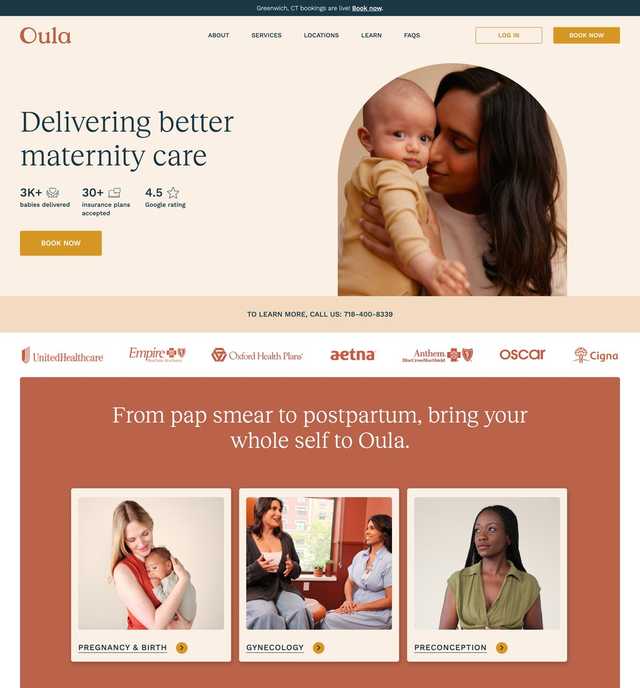 Greenwich, CT bookings are live! Book now.
Oula
ABOUT
SERVICES
LOCATIONS
LEARN
FAQS
LOG IN
BOOK NOW
Delivering better
maternity care
3K+
babies delivered
30+
insurance plans
accepted
4.5
Google rating
BOOK NOW
TO LEARN MORE, CALL US: 718-400-8339
UnitedHealthcare
Empire
Oxford Health Plans
aetna
Anthem
oscar
Cigna
From pap smear to postpartum, bring your
whole self to Oula.
PREGNANCY & BIRTH
GYNECOLOGY
PRECONCEPTION